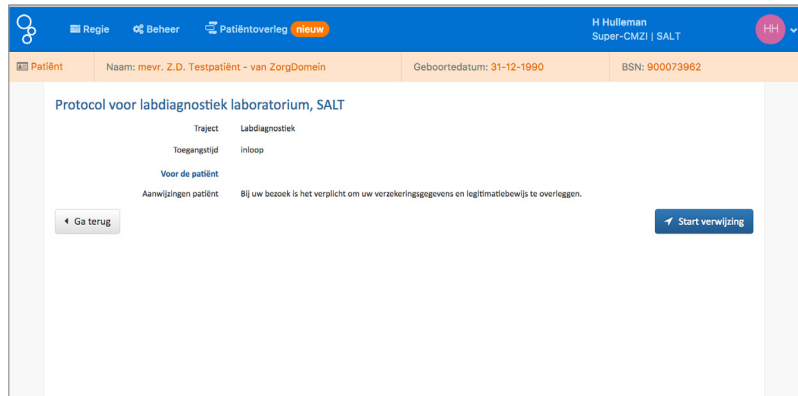 Regie Beheer Patiëntoverleg nieuw
H Hulleman
Super-CMZI | SALT
HH
Patiënt Naam: mevr. Z.D. Testpatiënt - van ZorgDomein Geboortedatum: 31-12-1990 BSN: 900073962
Protocol voor labdiagnostiek laboratorium, SALT
Traject Labdiagnostiek
Toegangstijd inloop
Voor de patiënt
Aanwijzingen patiënt Bij uw bezoek is het verplicht om uw verzekeringsgegevens en legitimatiebewijs te overleggen.
Ga terug Start verwijzing